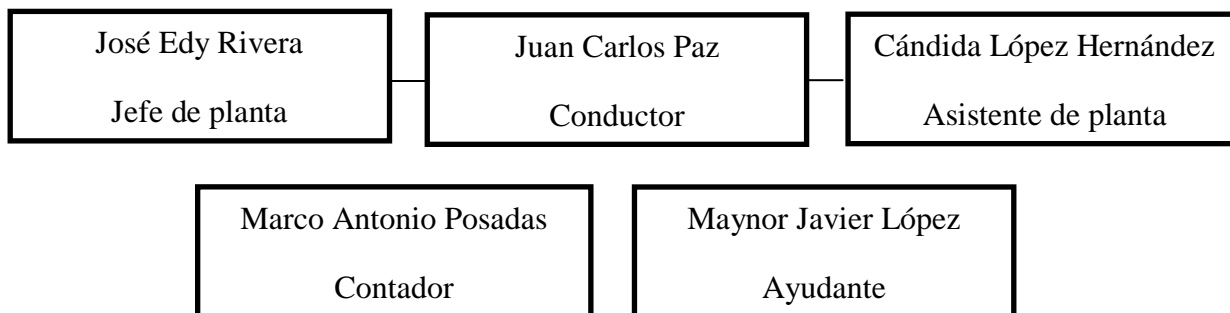 José Edy Rivera
Jefe de planta
Juan Carlos Paz
Conductor
Cándida López Hernández
Asistente de planta
Marco Antonio Posadas
Contador
Maynor Javier López
Ayudante